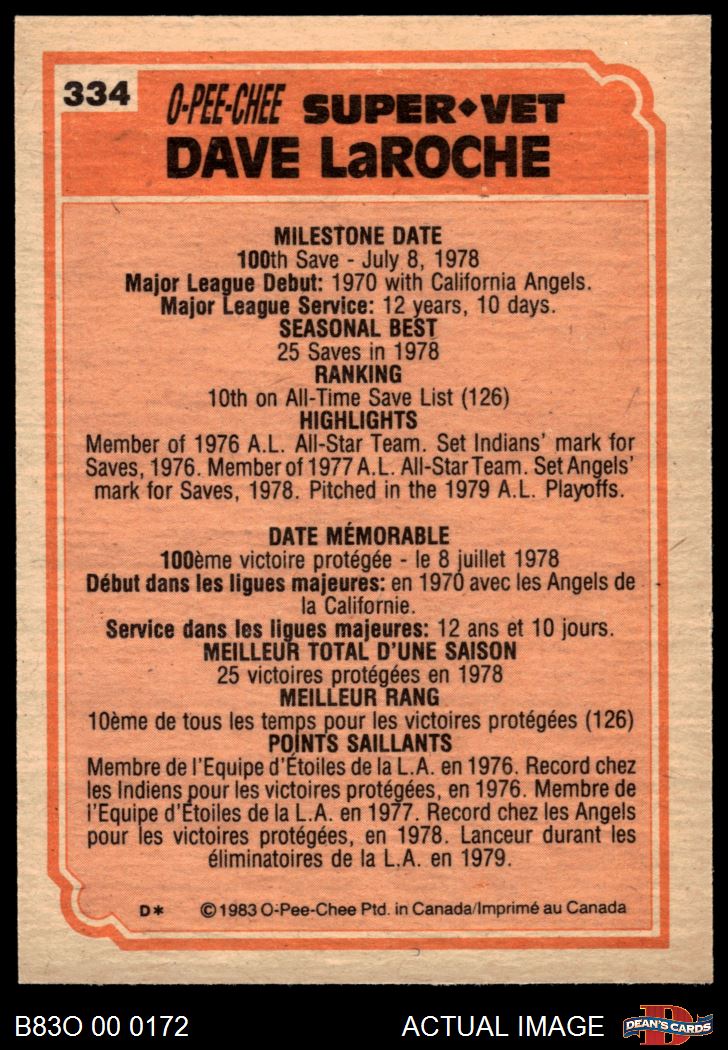 334
O-PEE-CHEE SUPER◆VET
DAVE LaROCHE
MILESTONE DATE
100th Save - July 8, 1978
Major League Debut: 1970 with California Angels.
Major League Service: 12 years, 10 days.
SEASONAL BEST
25 Saves in 1978
RANKING
10th on All-Time Save List (126)
HIGHLIGHTS
Member of 1976 A.L. All-Star Team. Set Indians' mark for
Saves, 1976. Member of 1977 A.L. All-Star Team. Set Angels'
mark for Saves, 1978. Pitched in the 1979 A.L. Playoffs.
DATE MÉMORABLE
100ème victoire protégée - le 8 juillet 1978
Début dans les ligues majeures: en 1970 avec les Angels de
la Californie.
Service dans les ligues majeures: 12 ans et 10 jours.
MEILLEUR TOTAL D'UNE SAISON
25 victoires protégées en 1978
MEILLEUR RANG
10ème de tous les temps pour les victoires protégées (126)
POINTS SAILLANTS
Membre de l'Equipe d'Étoiles de la L.A. en 1976. Record chez
les Indiens pour les victoires protégées, en 1976. Membre de
l'Equipe d'Étoiles de la L.A. en 1977. Record chez les Angels
pour les victoires protégées, en 1978. Lanceur durant les
éliminatoires de la L.A. en 1979.
D* ©1983 O-Pee-Chee Ptd. in Canada/Imprimé au Canada
B83O 00 0172 ACTUAL IMAGE
D
DEAN'S CARDS